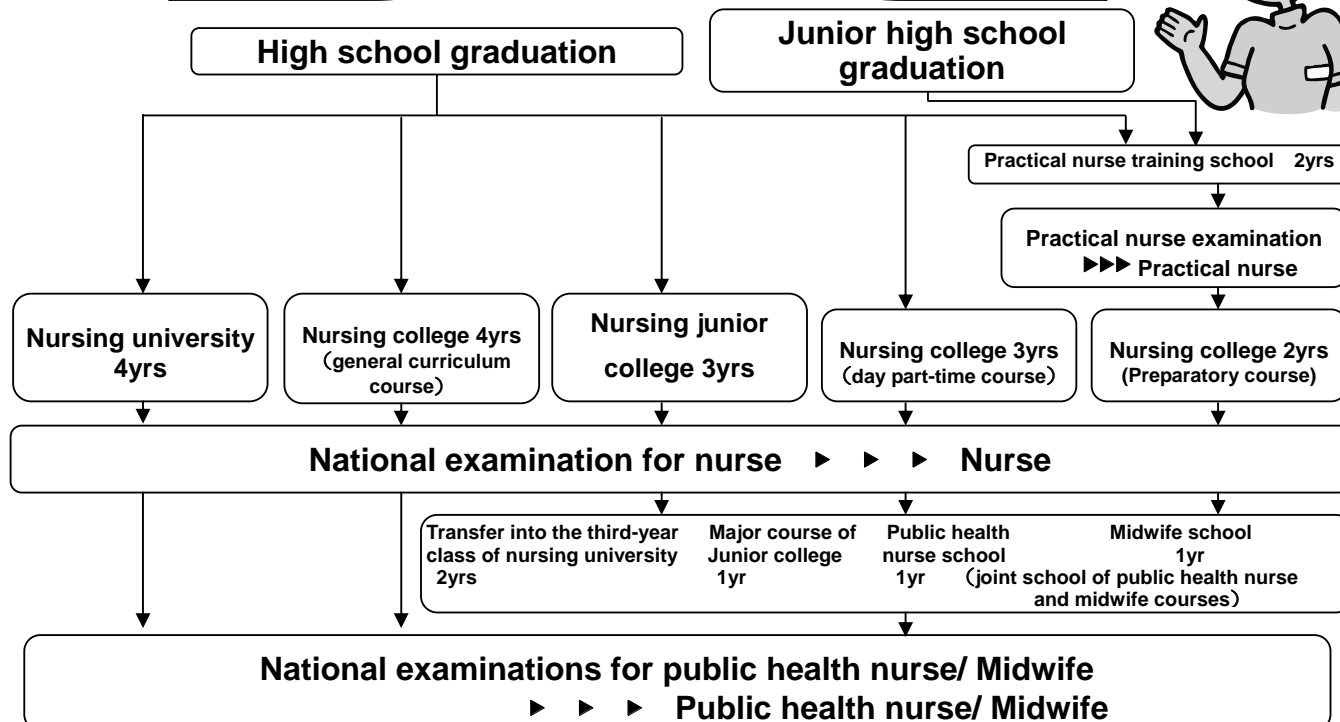 High school graduation
Junior high school
graduation
Practical nurse training school 2yrs
Practical nurse examination
▶▶▶ Practical nurse
Nursing university
4yrs
Nursing college 4yrs
（general curriculum
course）
Nursing junior
college 3yrs
Nursing college 3yrs
（day part-time course）
Nursing college 2yrs
(Preparatory course)
National examination for nurse ▶ ▶ ▶ Nurse
Transfer into the third-year
class of nursing university
2yrs
Major course of
Junior college
1yr
Public health
nurse school
1yr
Midwife school
1yr
（joint school of public health nurse
and midwife courses）
National examinations for public health nurse/ Midwife
▶ ▶ ▶ Public health nurse/ Midwife